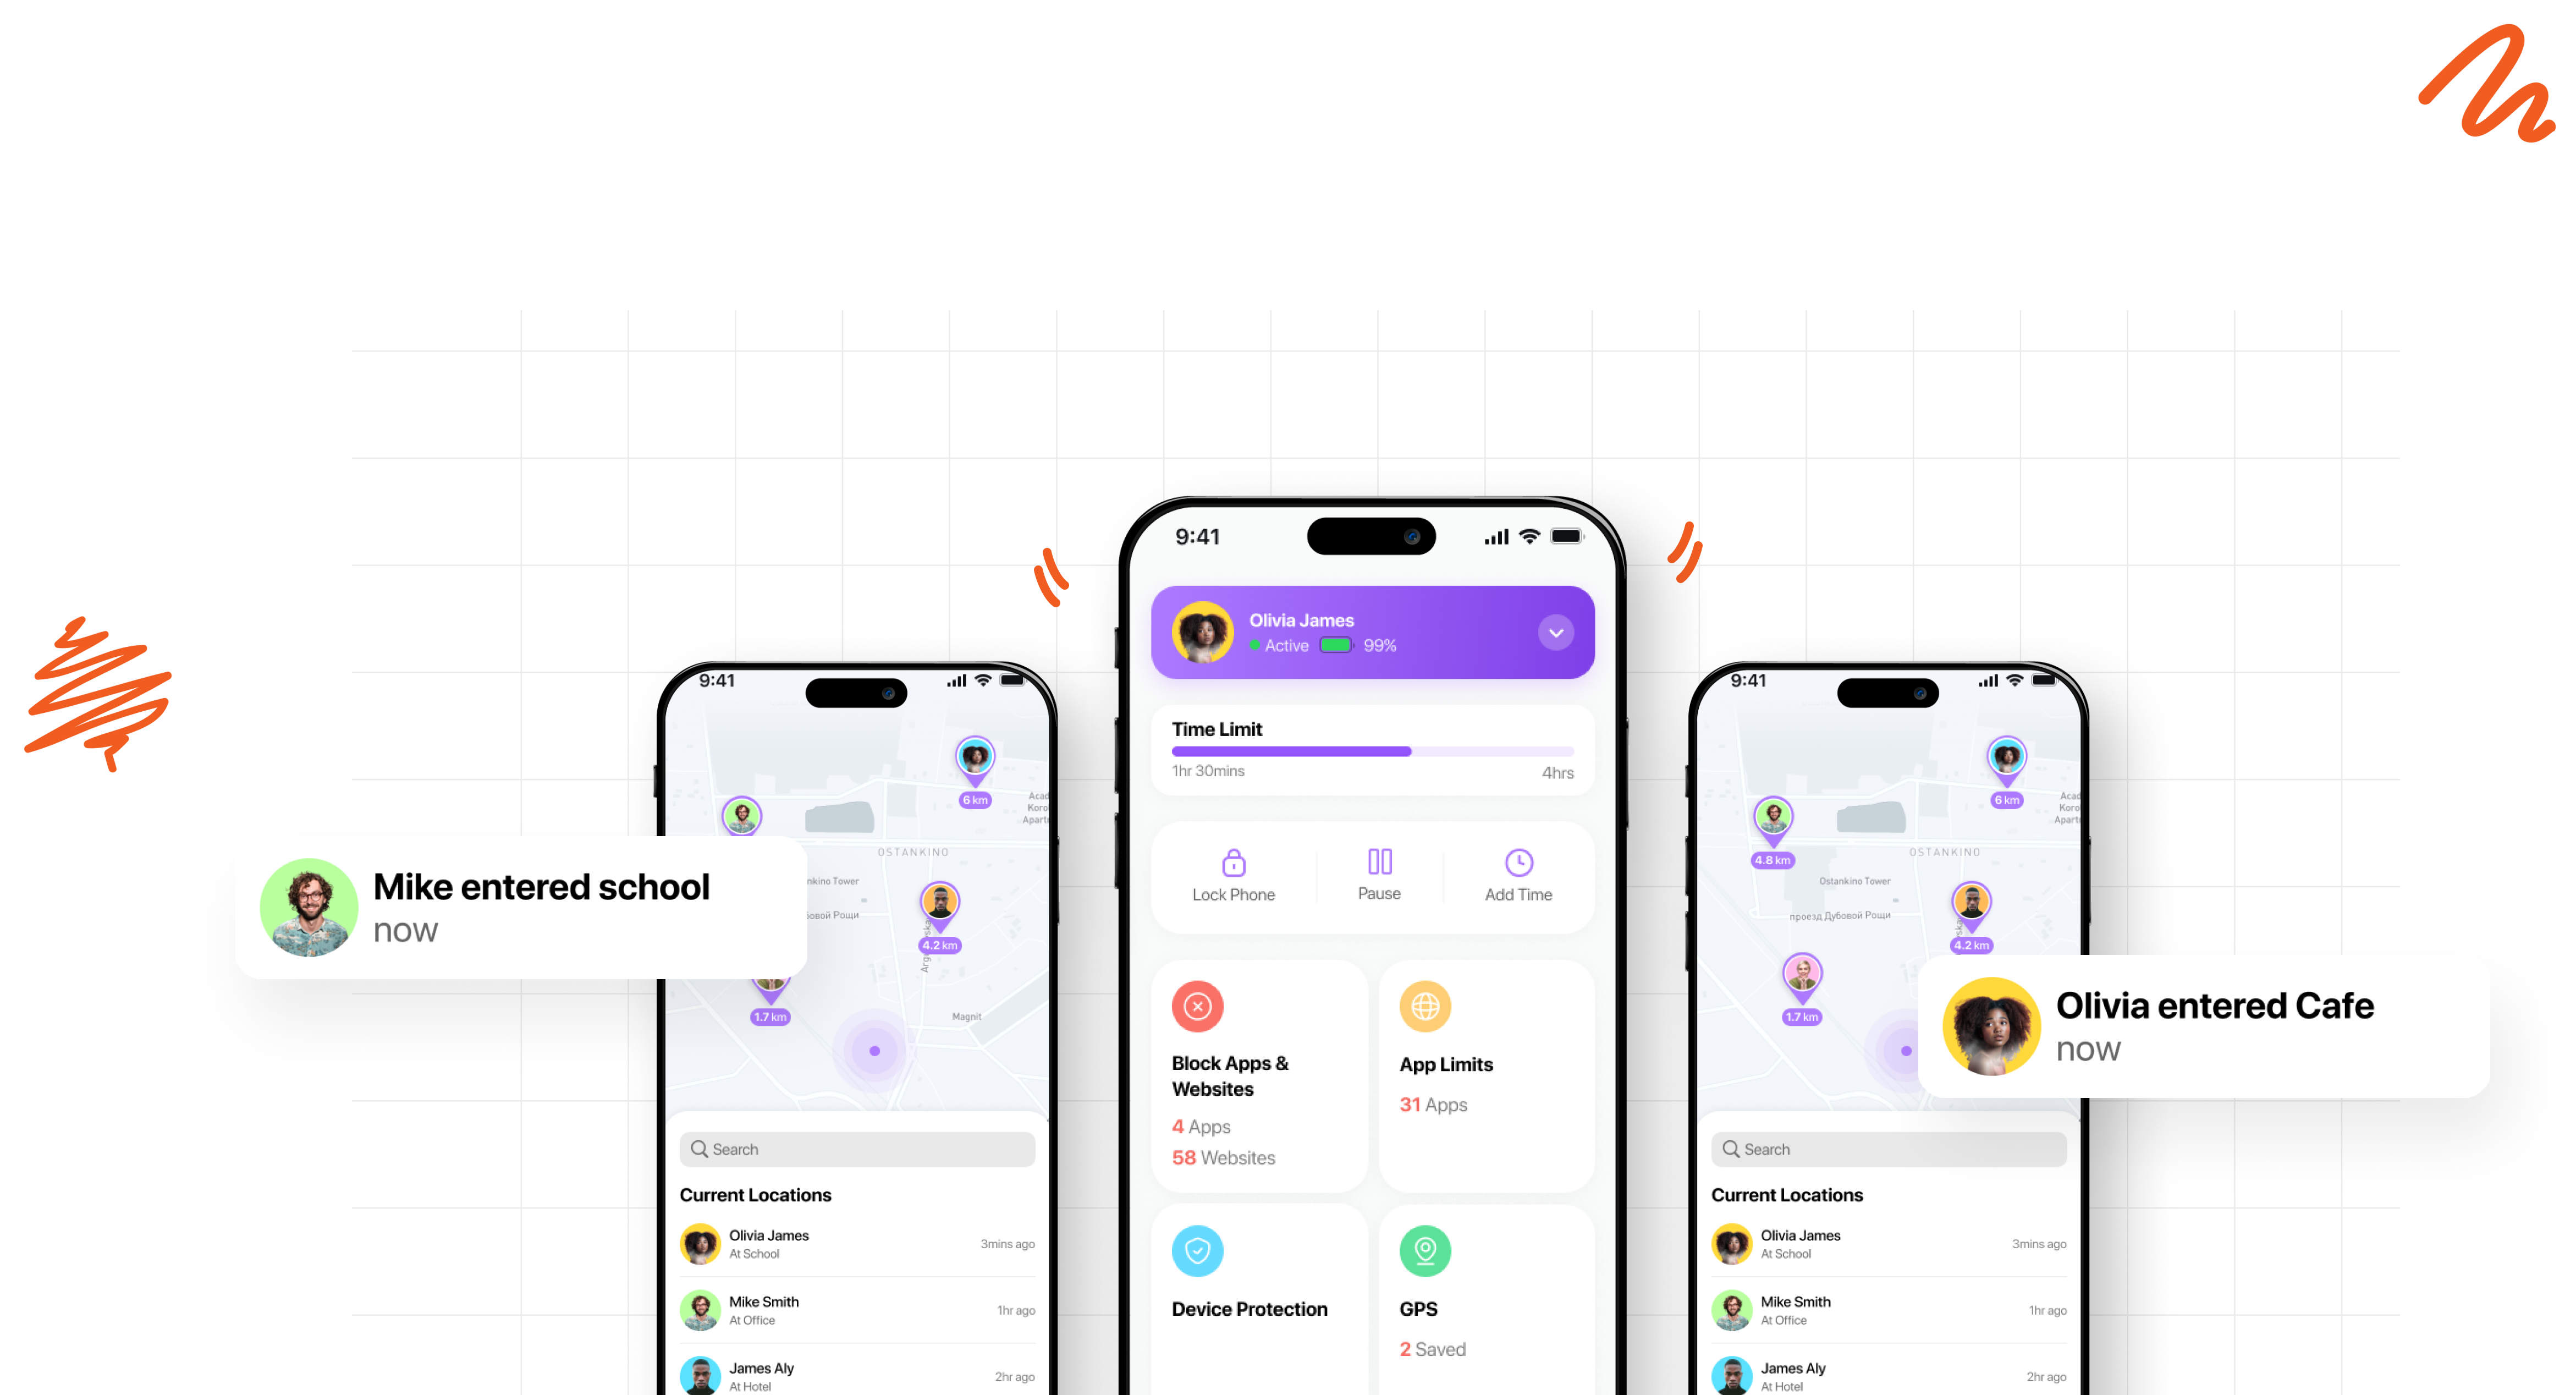 9:41
Olivia James
Active 99%
Time Limit
1hr 30mins
4hrs
Lock Phone
Pause
Add Time
Block Apps &
Websites
4 Apps
58 Websites
App Limits
31 Apps
Device Protection
GPS
2 Saved
9:41
6 km
Acad
Koro
Apart
OSTANKINO
nkino Tower
4.2 km
1.7 km
Magnit
Mike entered school
now
Search
Current Locations
Olivia James
At School
3mins ago
Mike Smith
At Office
1hr ago
James Aly
At Hotel
2hr ago
9:41
6 km
Acad
Koro
Apart
4.8 km
OSTANKINO
Ostankino Tower
проезд Дубовой Рощи
4.2 km
1.7 km
Olivia entered Cafe
now
Search
Current Locations
Olivia James
At School
3mins ago
Mike Smith
At Office
1hr ago
James Aly
At Hotel
2hr ago